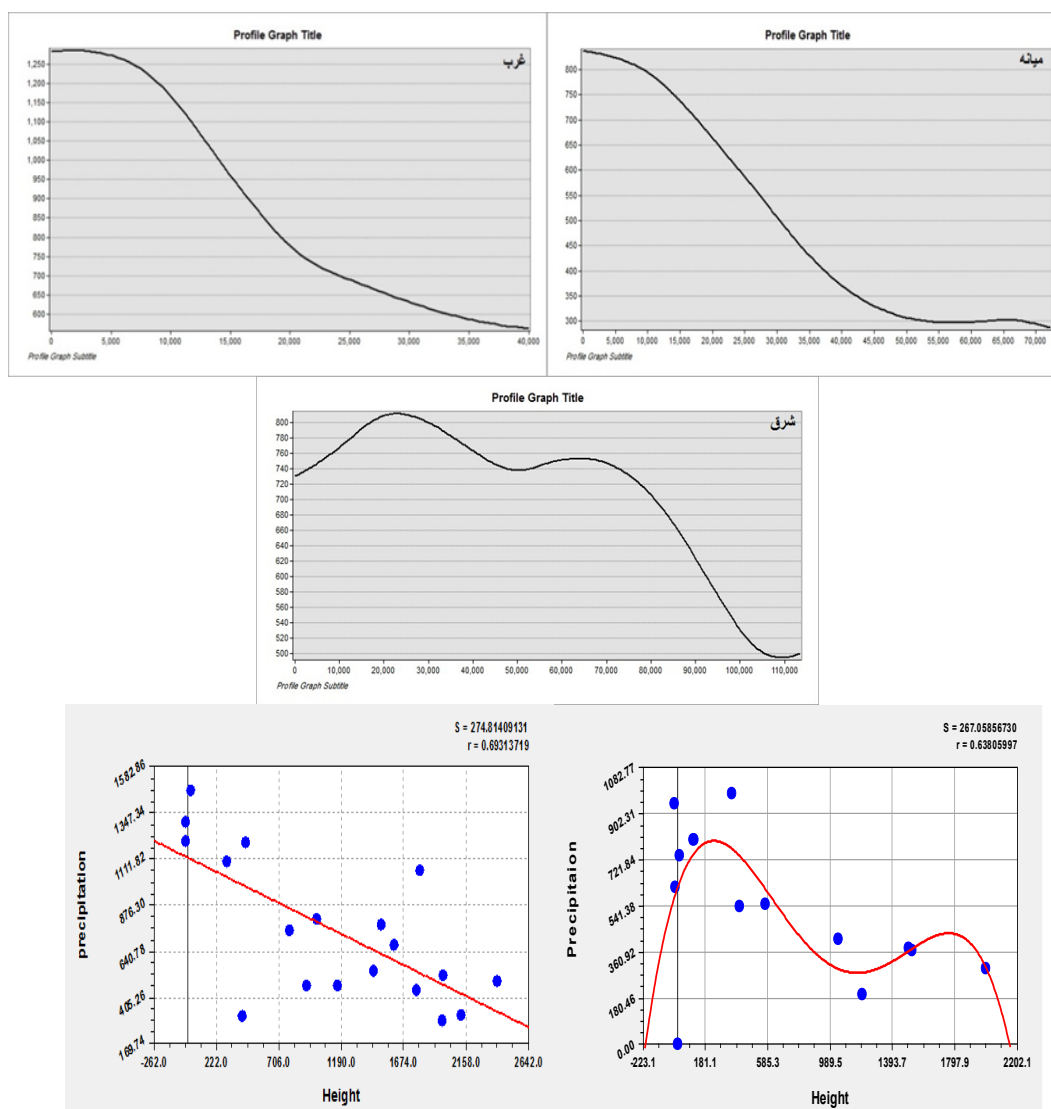 Profile Graph Title
غرب
1,250
1,200
1,150
1,100
1,050
1,000
950
900
850
800
750
700
650
600
0 5,000 10,000 15,000 20,000 25,000 30,000 35,000 40,000
Profile Graph Subtitle
Profile Graph Title
میانه
800
750
700
650
600
550
500
450
400
350
300
0 5,000 10,000 15,000 20,000 25,000 30,000 35,000 40,000 45,000 50,000 55,000 60,000 65,000 70,000
Profile Graph Subtitle
Profile Graph Title
شرق
800
780
760
740
720
700
680
660
640
620
600
580
560
540
520
500
0 10,000 20,000 30,000 40,000 50,000 60,000 70,000 80,000 90,000 100,000 110,000
Profile Graph Subtitle
S = 274.81409131
r = 0.69313719
precipitation
1582.86
1347.34
1111.82
876.30
640.78
405.26
169.74
-262.0 222.0 706.0 1190.0 1674.0 2158.0 2642.0
Height
S = 267.05856730
r = 0.63805997
Precipitaion
1082.77
902.31
721.84
541.38
360.92
180.46
0.00
-223.1 181.1 585.3 989.5 1393.7 1797.9 2202.1
Height